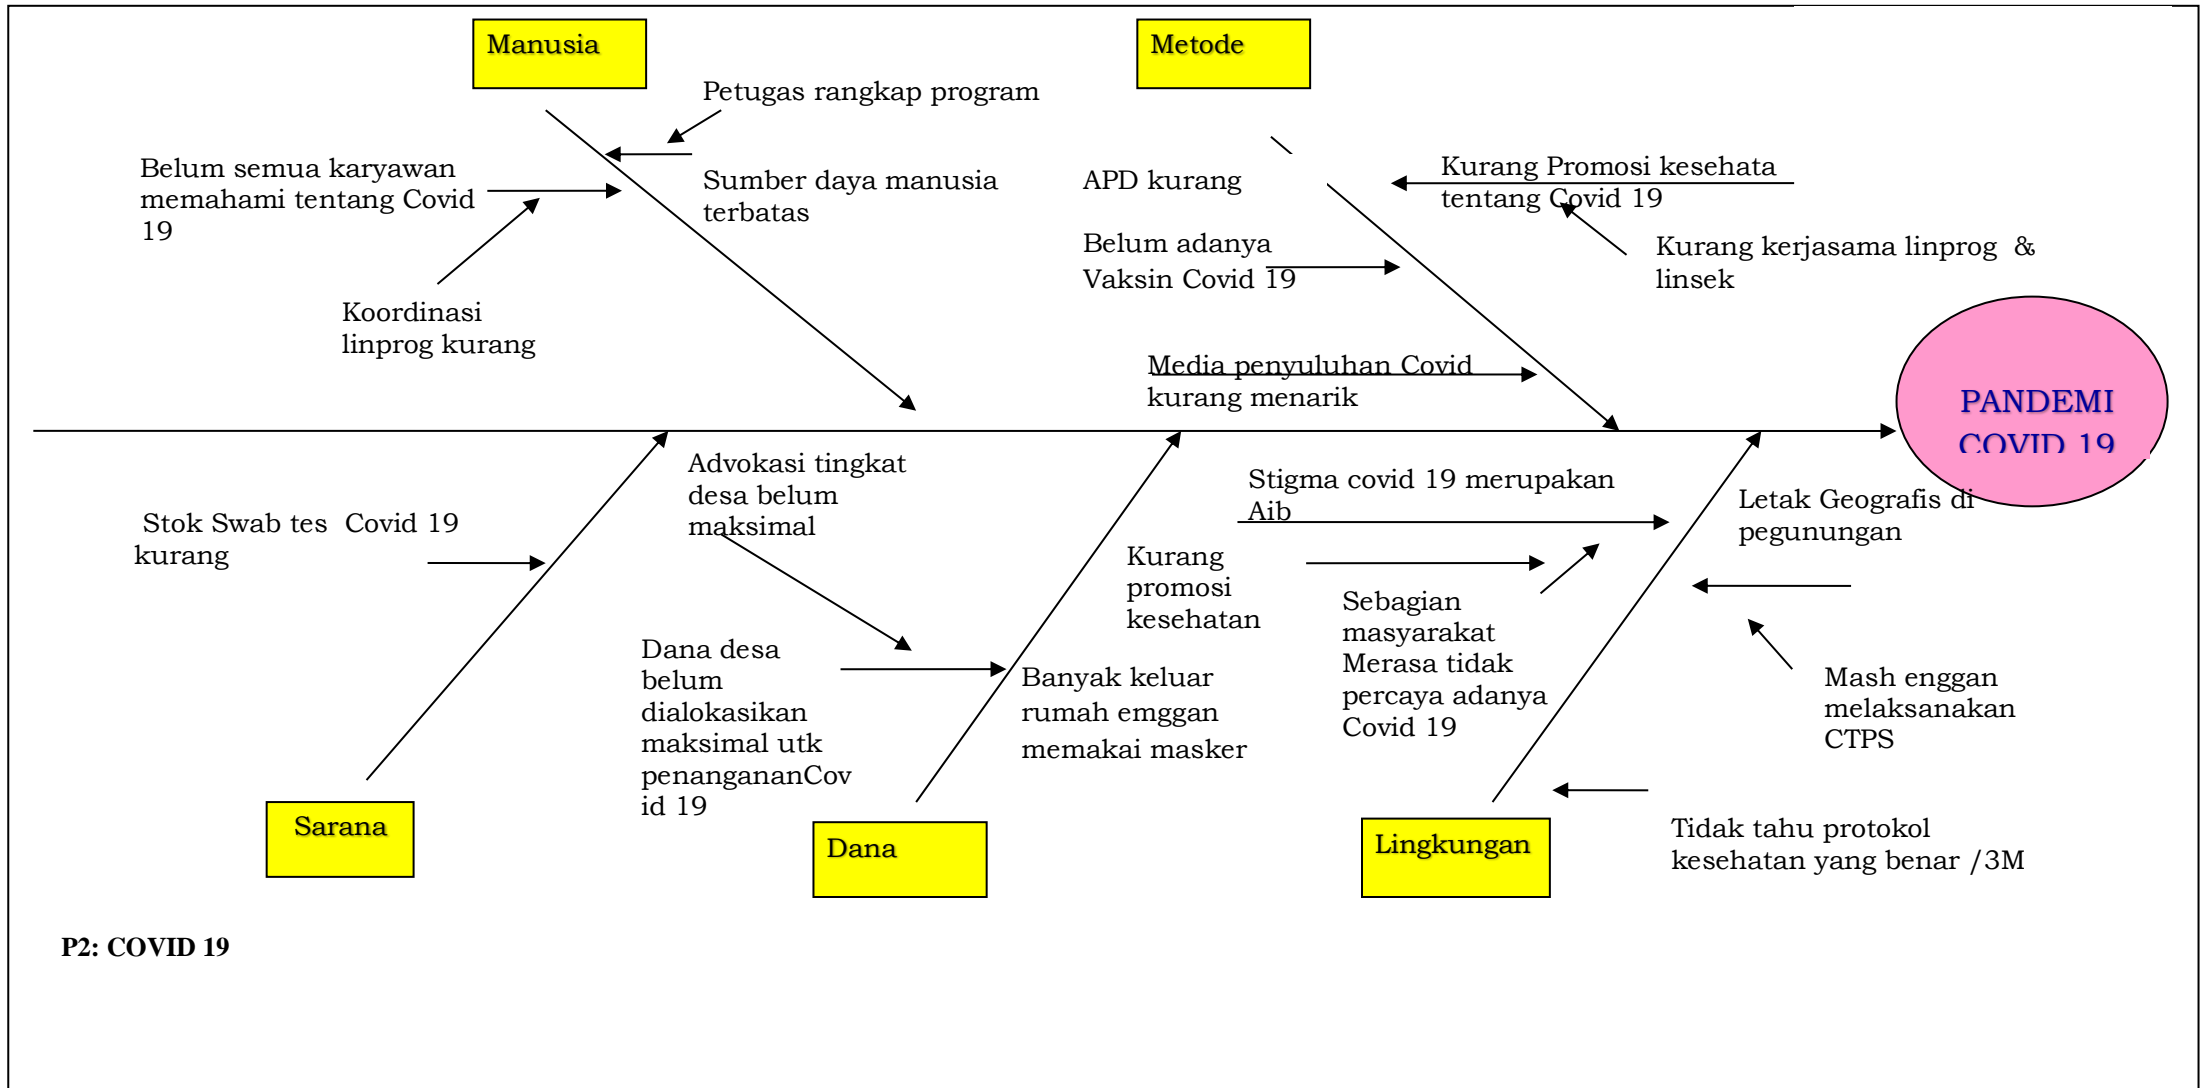 Manusia
Metode
Petugas rangkap program
Belum semua karyawan
memahami tentang Covid
19
Sumber daya manusia
terbatas
APD kurang
Kurang Promosi kesehata
tentang Covid 19
Belum adanya
Vaksin Covid 19
Kurang kerjasama linprog  &
linsek
Koordinasi
linprog kurang
Media penyuluhan Covid
kurang menarik
PANDEMI
COVID 19
Advokasi tingkat
desa belum
maksimal
Stigma covid 19 merupakan
Aib
Letak Geografis di
pegunungan
Stok Swab tes  Covid 19
kurang
Kurang
promosi
kesehatan
Sebagian
masyarakat
Merasa tidak
percaya adanya
Covid 19
Dana desa
belum
dialokasikan
maksimal utk
penangananCov
id 19
Banyak keluar
rumah emggan
memakai masker
Mash enggan
melaksanakan
CTPS
Sarana
Dana
Lingkungan
Tidak tahu protokol
kesehatan yang benar /3M
P2: COVID 19